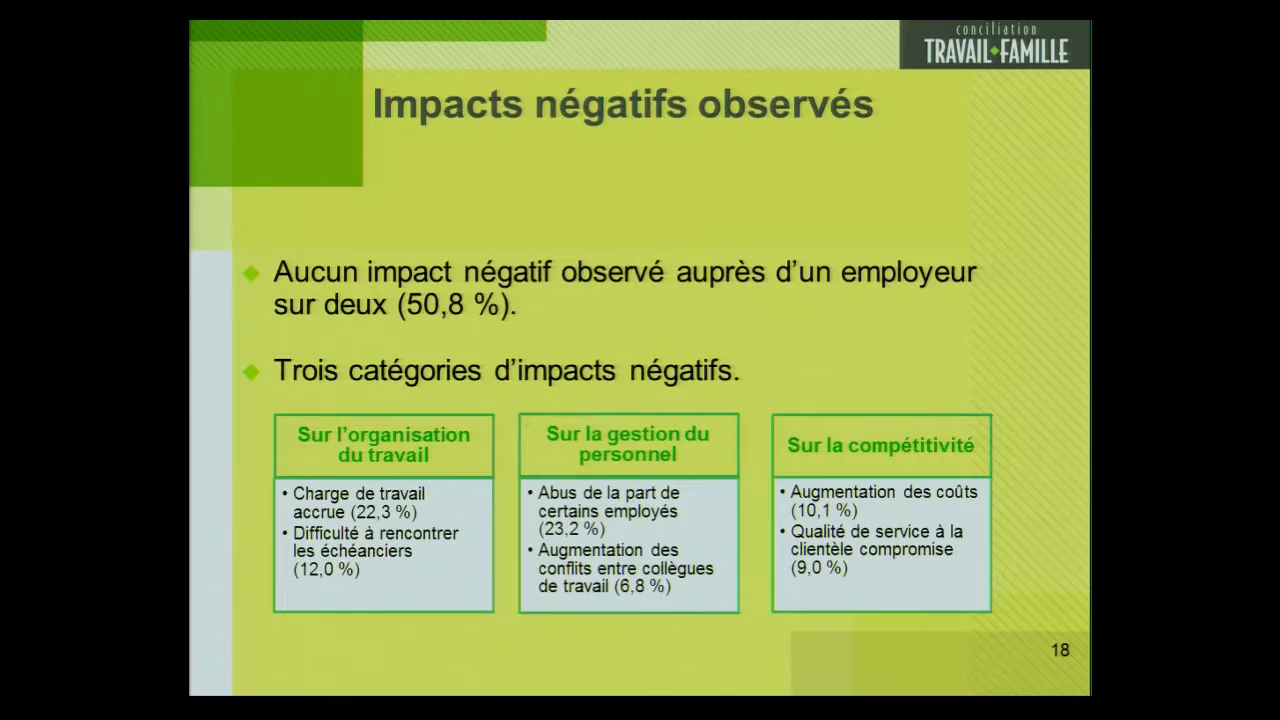 conciliation
TRAVAIL◆FAMILLE
Impacts négatifs observés
◆ Aucun impact négatif observé auprès d’un employeur
sur deux (50,8 %).
◆ Trois catégories d’impacts négatifs.
Sur l’organisation
du travail
• Charge de travail
accrue (22,3 %)
• Difficulté à rencontrer
les échéanciers
(12,0 %)
Sur la gestion du
personnel
• Abus de la part de
certains employés
(23,2 %)
• Augmentation des
conflits entre collègues
de travail (6,8 %)
Sur la compétitivité
• Augmentation des coûts
(10,1 %)
• Qualité de service à la
clientèle compromise
(9,0 %)
18